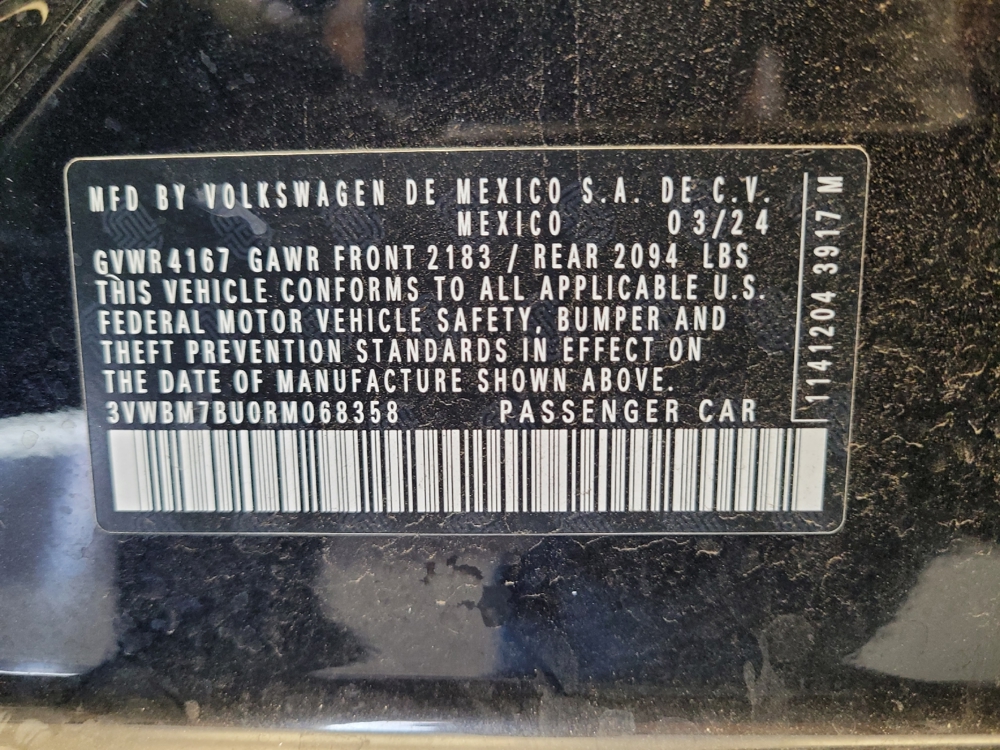 MFD BY VOLKSWAGEN DE MEXICO S.A. DE C.V.
MEXICO 03/24
GVWR 4167 GAWR FRONT 2183 / REAR 2094 LBS
THIS VEHICLE CONFORMS TO ALL APPLICABLE U.S.
FEDERAL MOTOR VEHICLE SAFETY, BUMPER AND
THEFT PREVENTION STANDARDS IN EFFECT ON
THE DATE OF MANUFACTURE SHOWN ABOVE.
3VWBM7BU0RM068358 PASSENGER CAR
1141204 3917 M